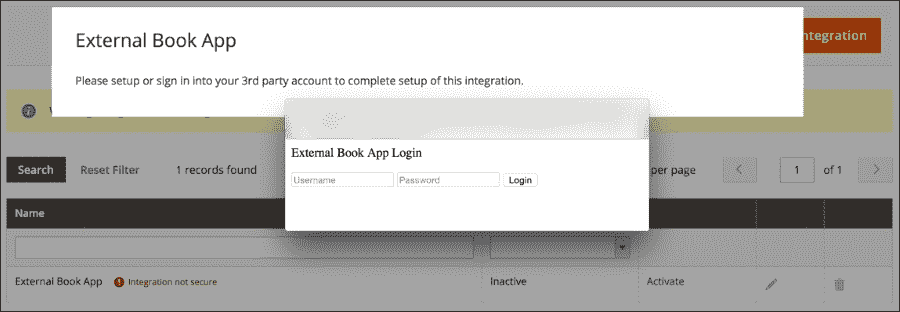 External Book App
ntegration
Please setup or sign in into your 3rd party account to complete setup of this integration.
External Book App Login
Search
Reset Filter
1 records found
per page
1
of 1
Username
Password
Login
Name
External Book App
Integration not secure
Inactive
Activate